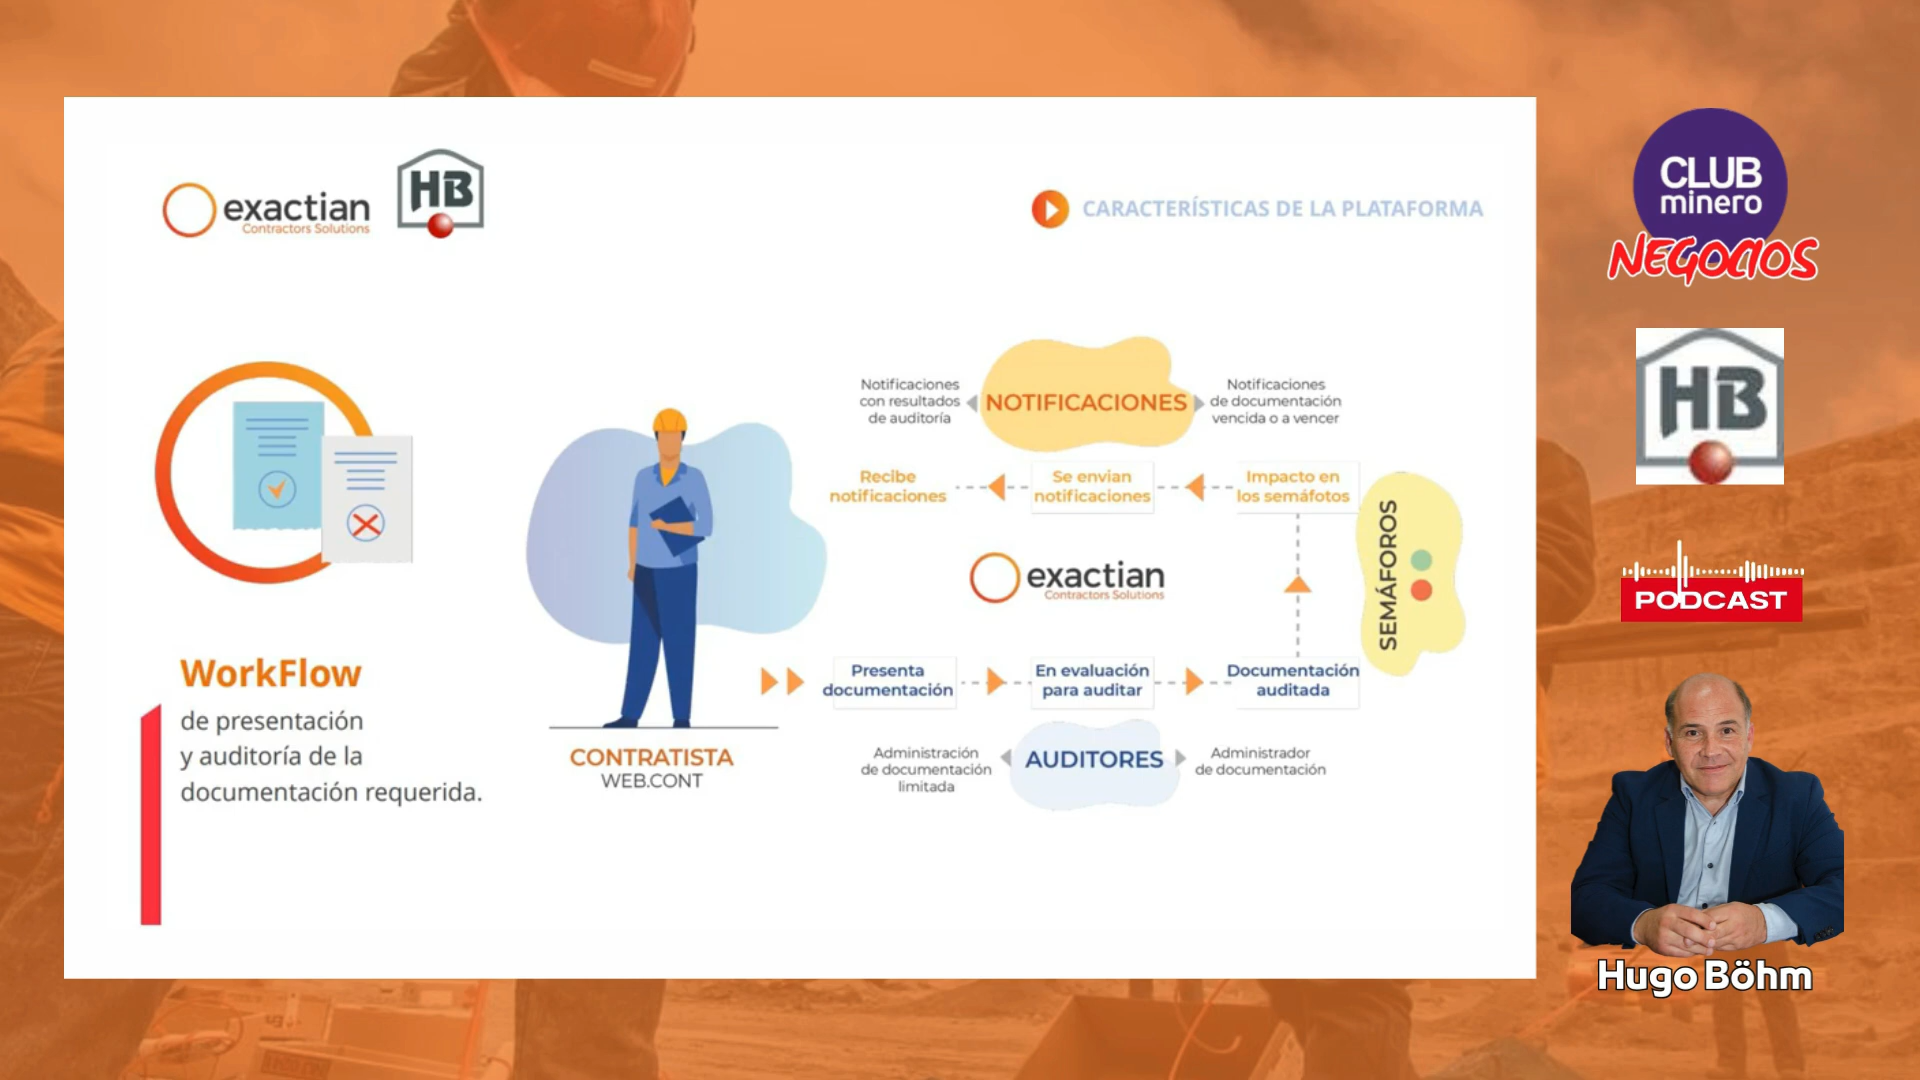 exactian
Contractors Solutions
HB
CARACTERÍSTICAS DE LA PLATAFORMA
WorkFlow
de presentación
y auditoría de la
documentación requerida.
CONTRATISTA
WEB.CONT
Notificaciones
con resultados
de auditoría
NOTIFICACIONES
Notificaciones
de documentación
vencida o a vencer
Recibe
notificaciones
Se envian
notificaciones
Impacto en
los semáfotos
SEMÁFOROS
exactian
Contractors Solutions
Presenta
documentación
En evaluación
para auditar
Documentación
auditada
Administración
de documentación
limitada
AUDITORES
Administrador
de documentación
CLUB
minero
NEGOCIOS
HB
PODCAST
Hugo Böhm